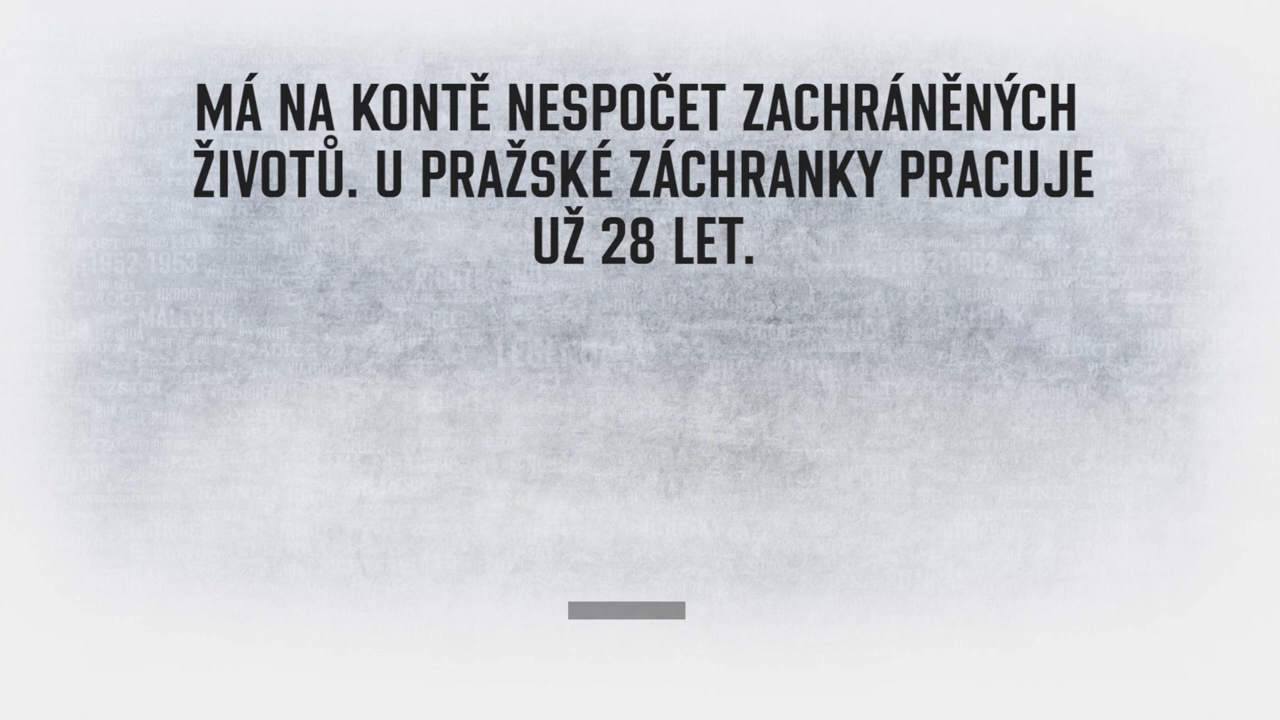 MÁ NA KONTĚ NESPOČET ZACHRÁNĚNÝCH
ŽIVOTŮ. U PRAŽSKÉ ZÁCHRANKY PRACUJE
UŽ 28 LET.